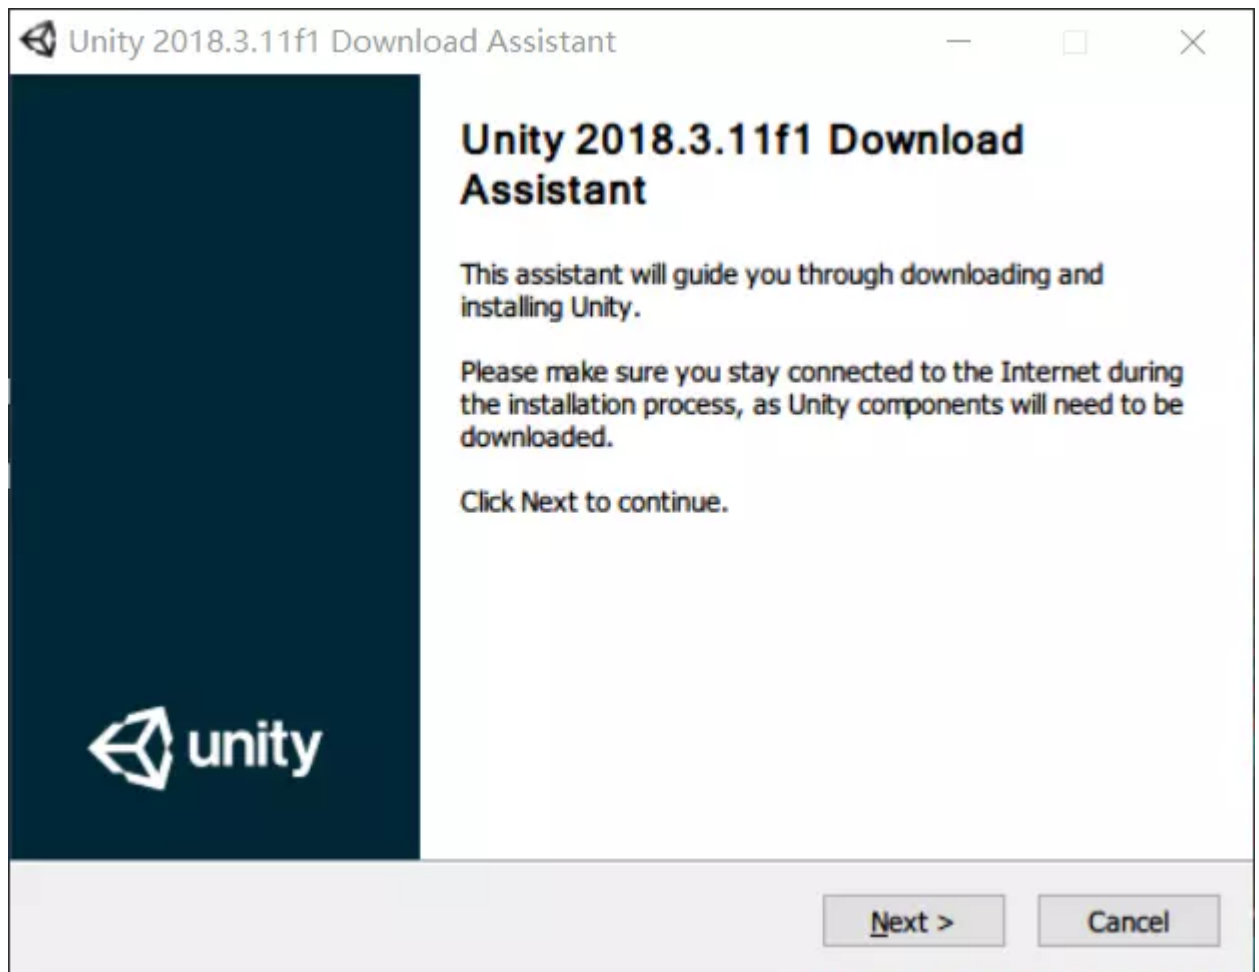 Unity 2018.3.11f1 Download Assistant
Unity 2018.3.11f1 Download
Assistant
This assistant will guide you through downloading and
installing Unity.
Please make sure you stay connected to the Internet during
the installation process, as Unity components will need to be
downloaded.
Click Next to continue.
unity
Next >
Cancel